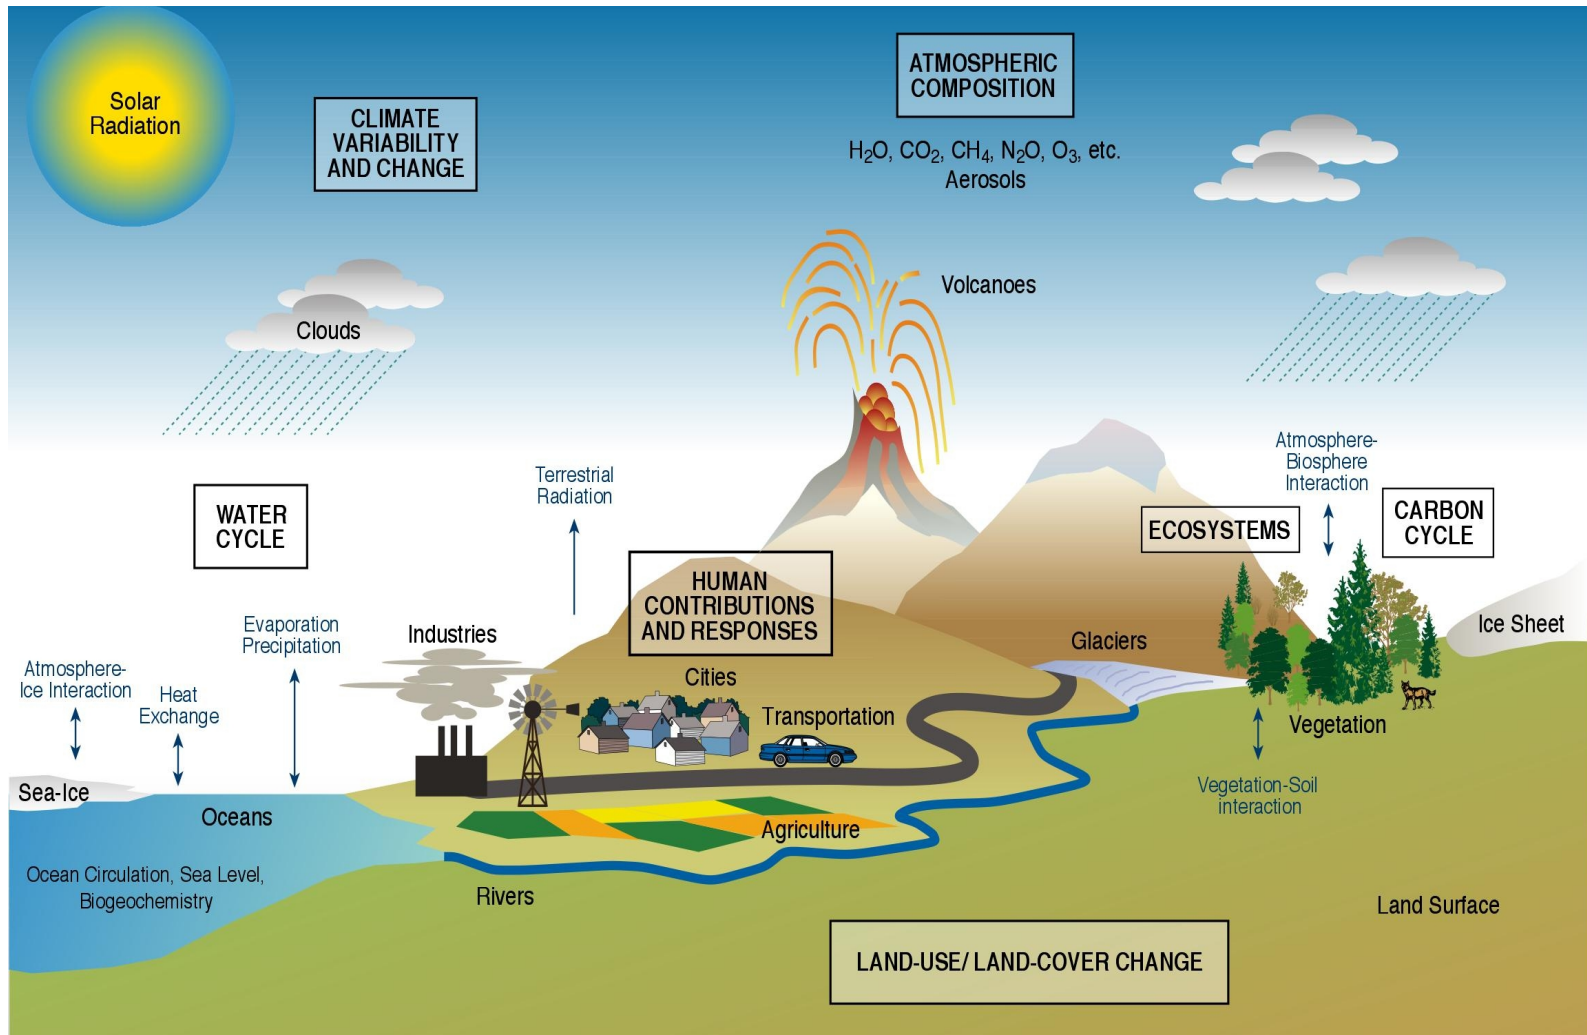 Solar
Radiation
CLIMATE
VARIABILITY
AND CHANGE
ATMOSPHERIC
COMPOSITION
H₂O, CO₂, CH₄, N₂O, O₃, etc.
Aerosols
Volcanoes
Clouds
Atmosphere-
Biosphere
Interaction
Terrestrial
Radiation
WATER
CYCLE
ECOSYSTEMS
CARBON
CYCLE
HUMAN
CONTRIBUTIONS
AND RESPONSES
Evaporation
Precipitation
Industries
Glaciers
Ice Sheet
Atmosphere-
Ice Interaction
Heat
Exchange
Cities
Transportation
Vegetation
Sea-Ice
Oceans
Vegetation-Soil
interaction
Agriculture
Ocean Circulation, Sea Level,
Biogeochemistry
Rivers
Land Surface
LAND-USE/ LAND-COVER CHANGE